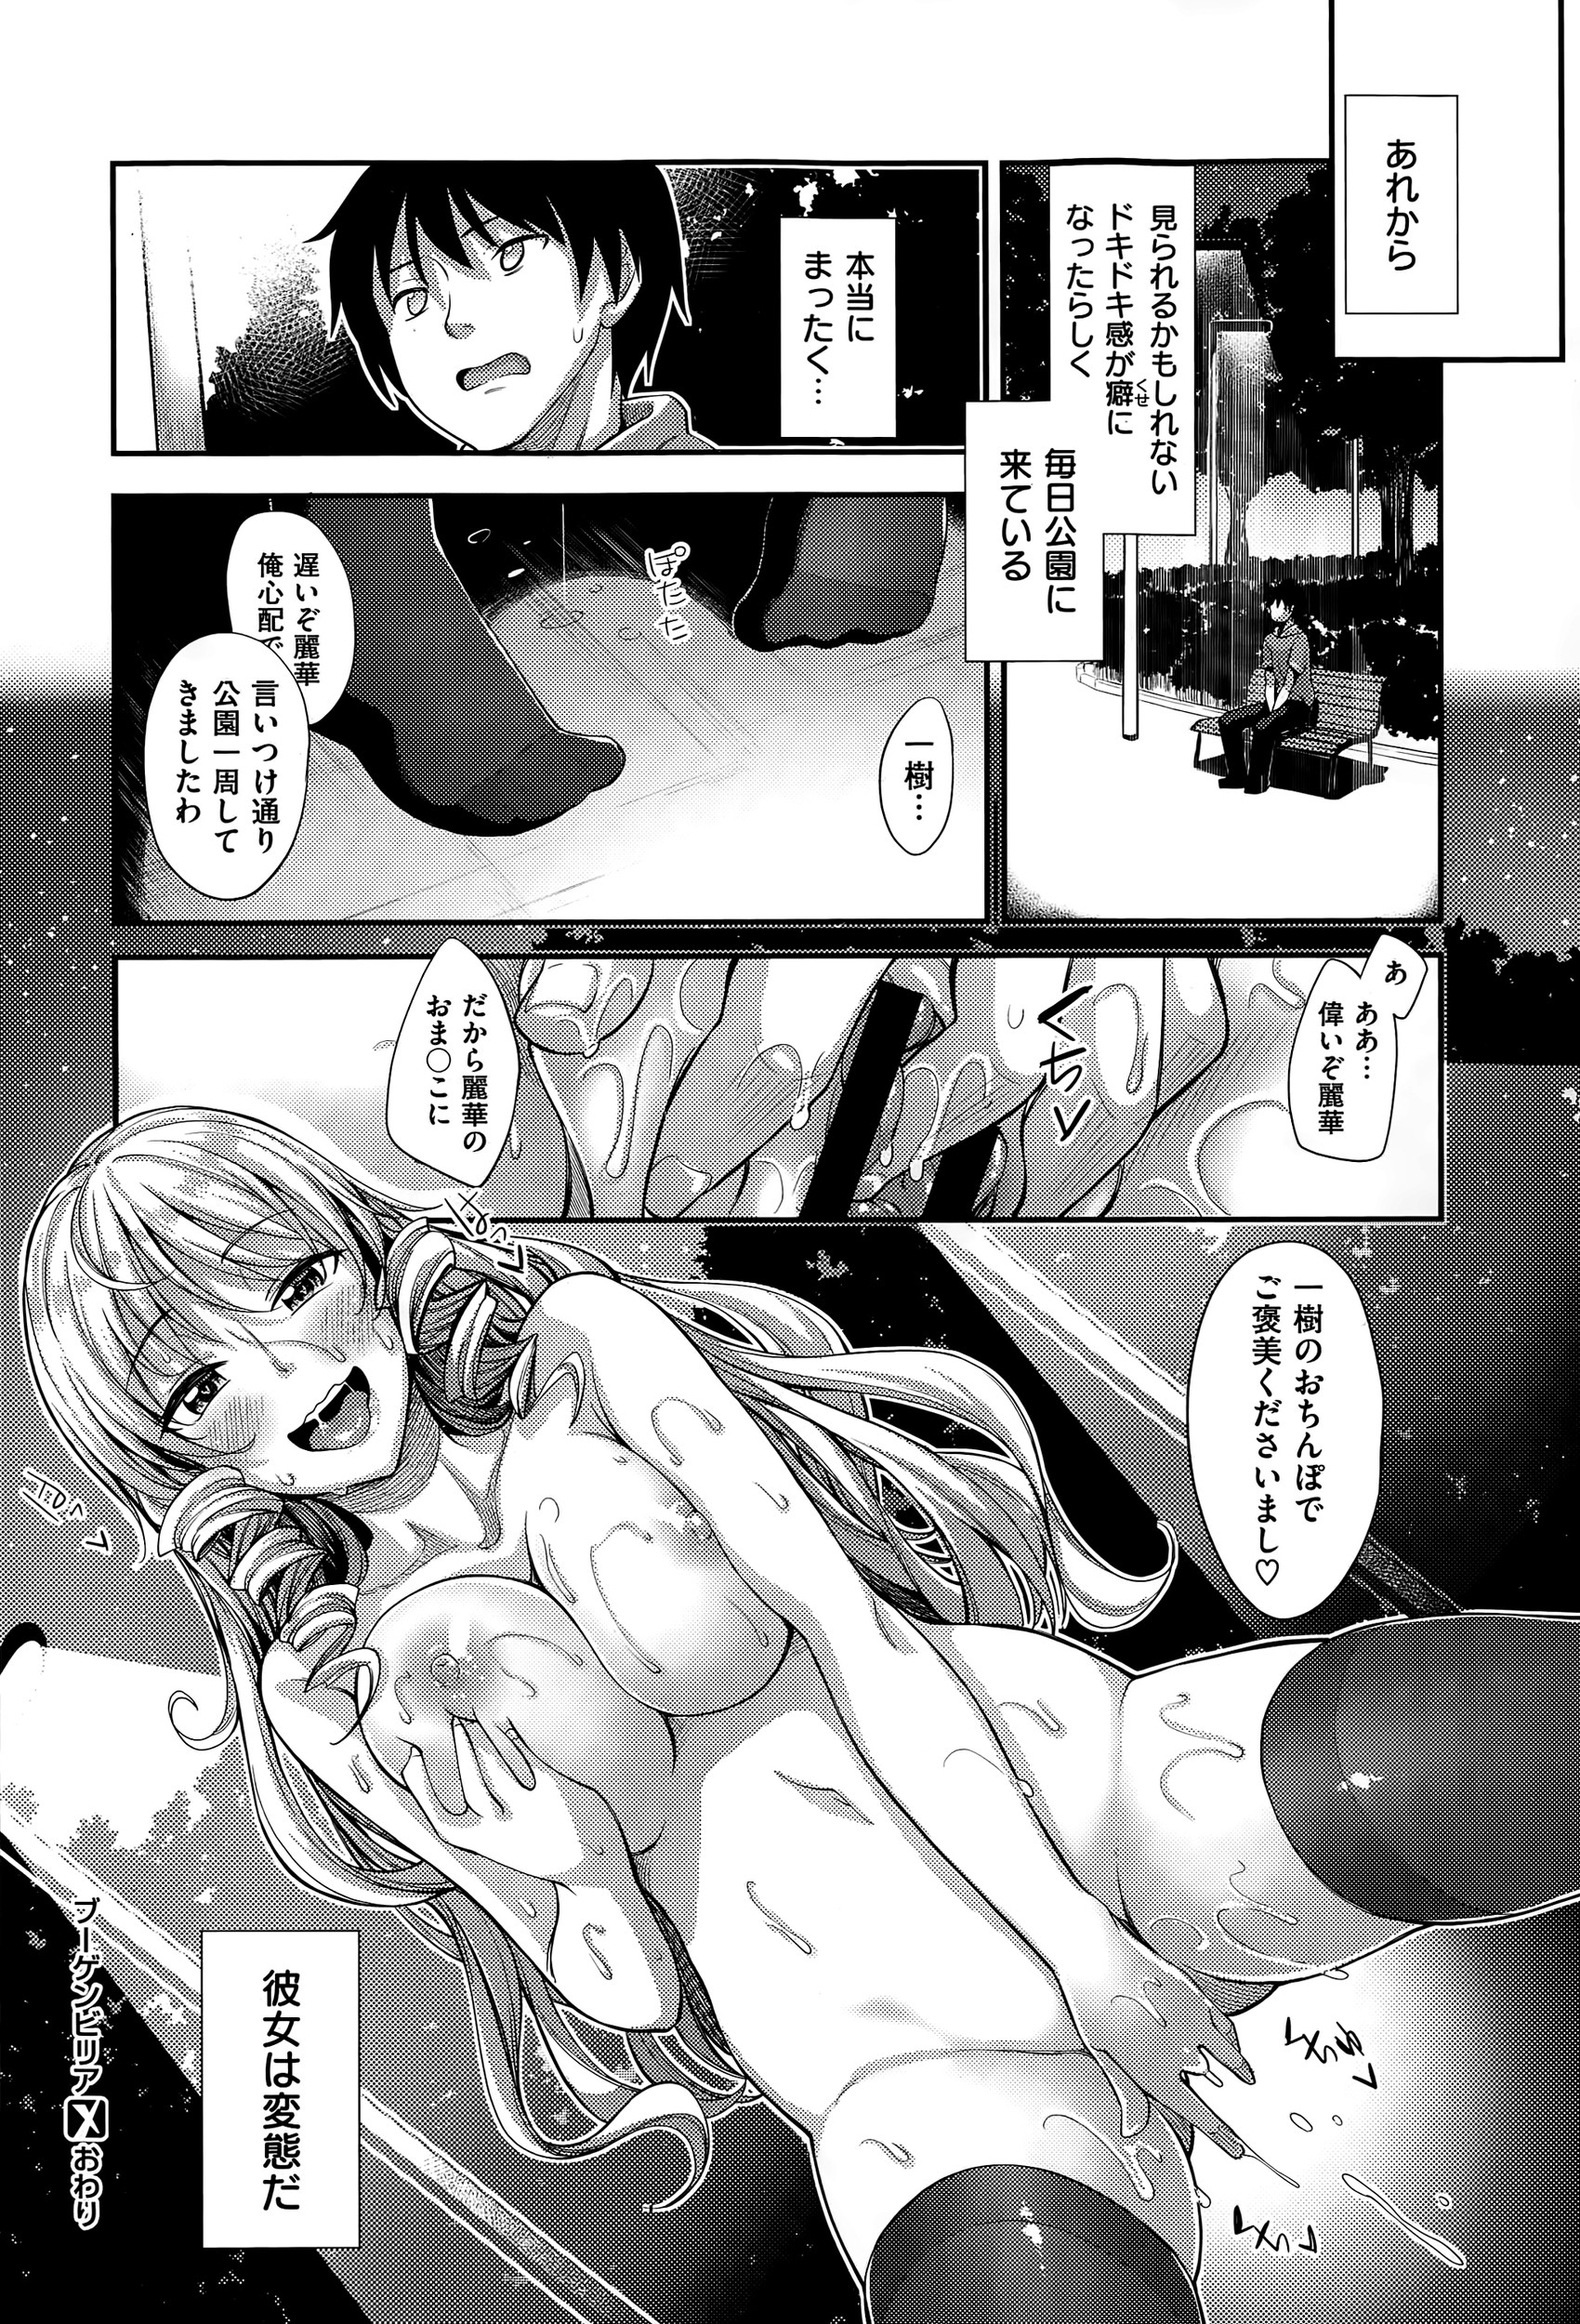 あれから
見られるかもしれない
ドキドキ感が癖に
くせ
なったらしく
毎日公園に
来ている
本当に
まったく…
ぽたた
一樹…
遅いぞ麗華
俺心配で
言いつけ通り
公園一周して
きましたわ
あ
ああ…
偉いぞ麗華
くち
だから麗華の
おま〇こに
一樹のおちんぽで
ご褒美くださいまし♡
彼女は変態だ
ブーゲンビリア X おわり